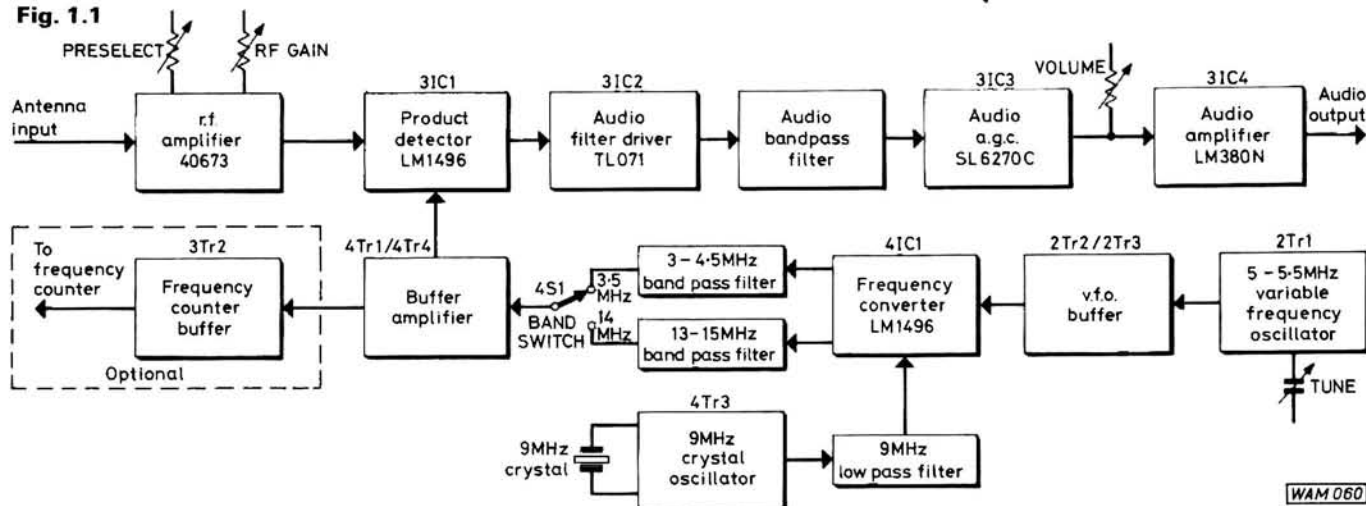 Fig. 1.1
PRESELECT
RF GAIN
Antenna
input
r.f.
amplifier
40673
3IC1
Product
detector
LM1496
3IC2
Audio
filter driver
TL071
Audio
bandpass
filter
3IC3
Audio
a.g.c.
SL6270C
VOLUME
3IC4
Audio
amplifier
LM380N
Audio
output
To
frequency
counter
3Tr2
Frequency
counter
buffer
Optional
4Tr1/4Tr4
Buffer
amplifier
4S1
BAND
SWITCH
3·5
MHz
14
MHz
3–4·5MHz
band pass filter
13–15MHz
band pass filter
4IC1
Frequency
converter
LM1496
2Tr2/2Tr3
v.f.o.
buffer
2Tr1
5–5·5MHz
variable
frequency
oscillator
TUNE
9MHz
crystal
4Tr3
9MHz
crystal
oscillator
9MHz
low pass filter
WAM 060